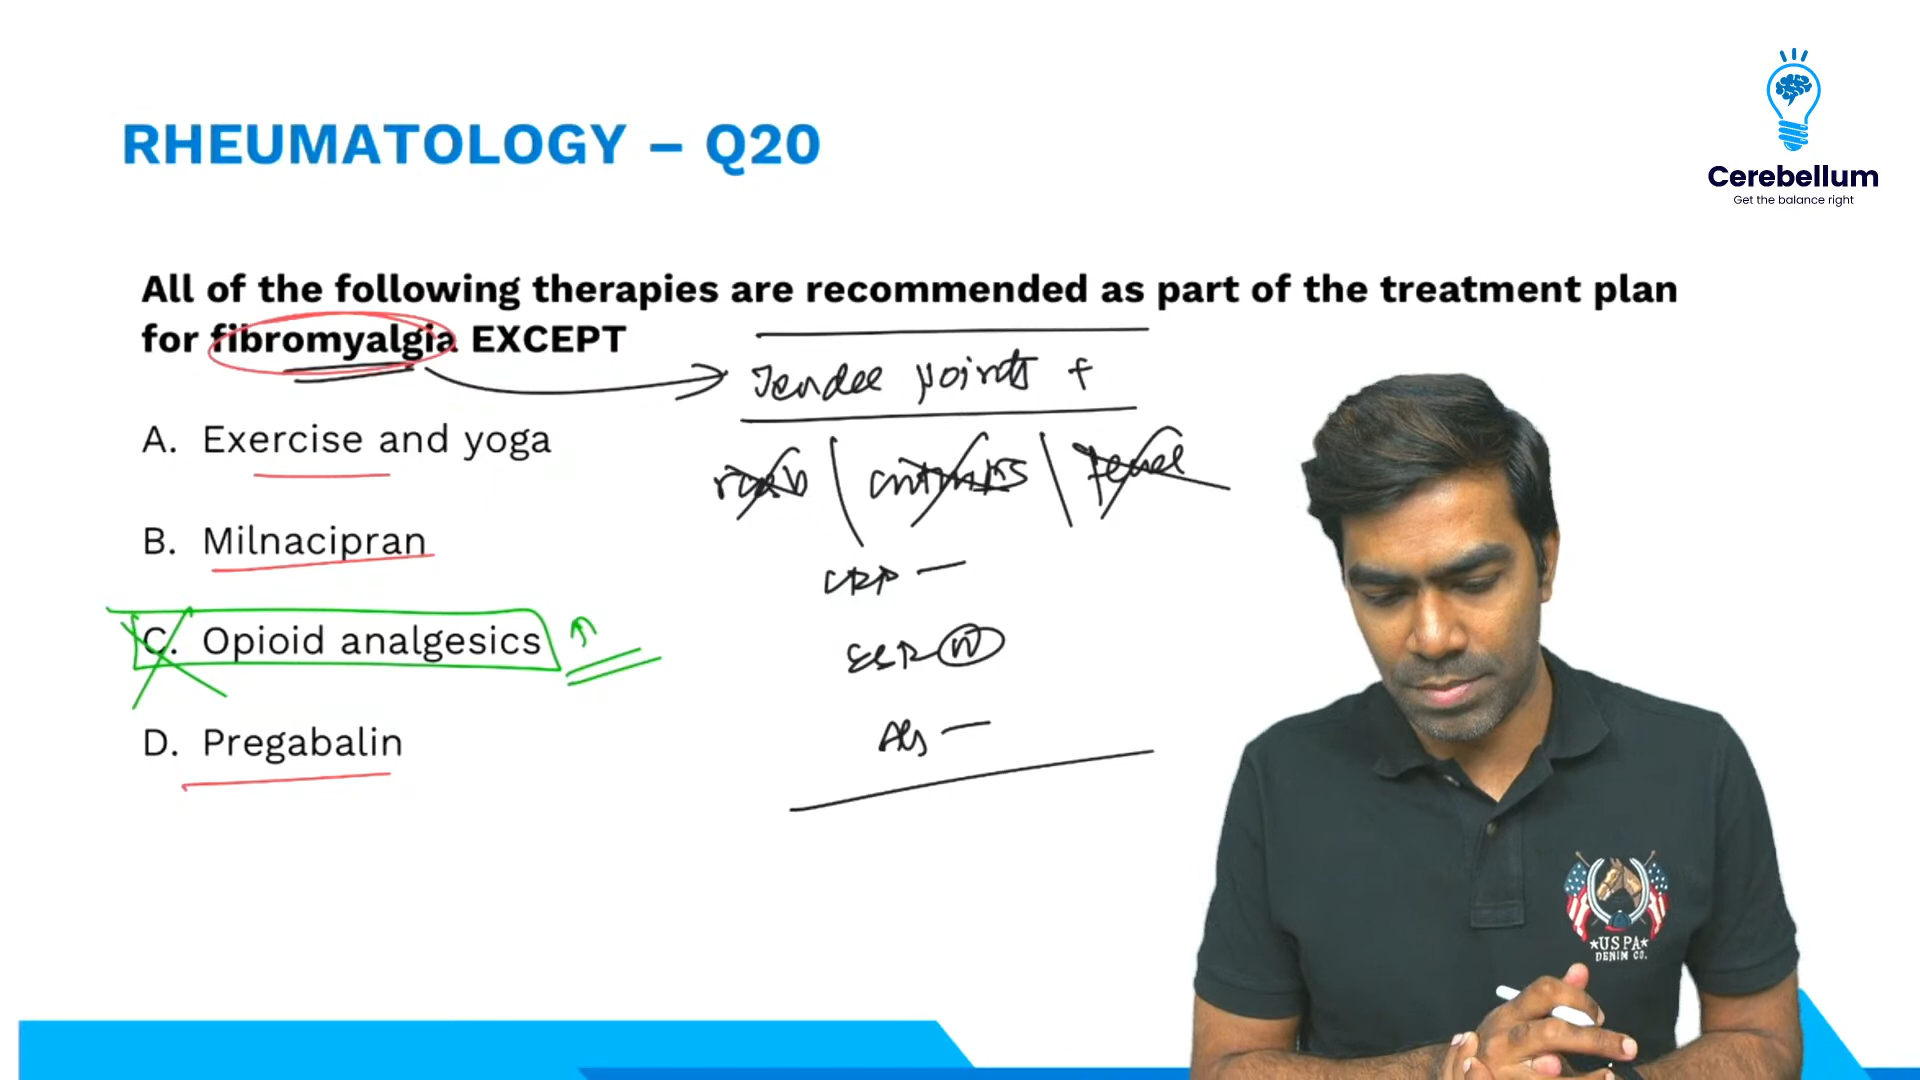 RHEUMATOLOGY – Q20
Cerebellum
Get the balance right
All of the following therapies are recommended as part of the treatment plan
for fibromyalgia EXCEPT
Tender points +
A. Exercise and yoga
B. Milnacipran
CRP —
C. Opioid analgesics
ESR N
D. Pregabalin
★USPA★
DENIM CO.